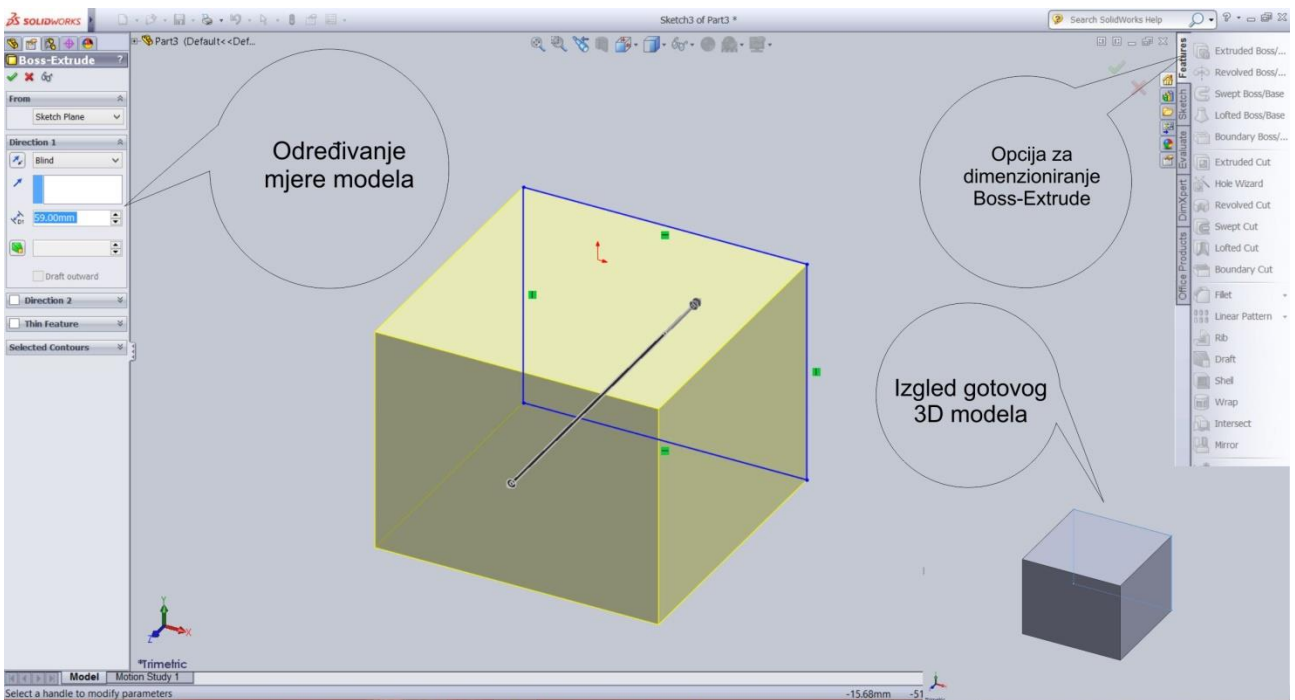 SOLIDWORKS
Sketch3 of Part3 *
Search SolidWorks Help
Part3 (Default<<Def...
Boss-Extrude
?
From
Sketch Plane
Direction 1
Blind
D1
59.00mm
Draft outward
Direction 2
Thin Feature
Selected Contours
Određivanje
mjere modela
Opcija za
dimenzioniranje
Boss-Extrude
Izgled gotovog
3D modela
Features
Sketch
Evaluate
DimXpert
Office Products
Extruded Boss/...
Revolved Boss/...
Swept Boss/Base
Lofted Boss/Base
Boundary Boss/...
Extruded Cut
Hole Wizard
Revolved Cut
Swept Cut
Lofted Cut
Boundary Cut
Fillet
Linear Pattern
Rib
Draft
Shell
Wrap
Intersect
Mirror
Y
Z
X
*Trimetric
Model
Motion Study 1
Select a handle to modify parameters
-15.68mm
-51